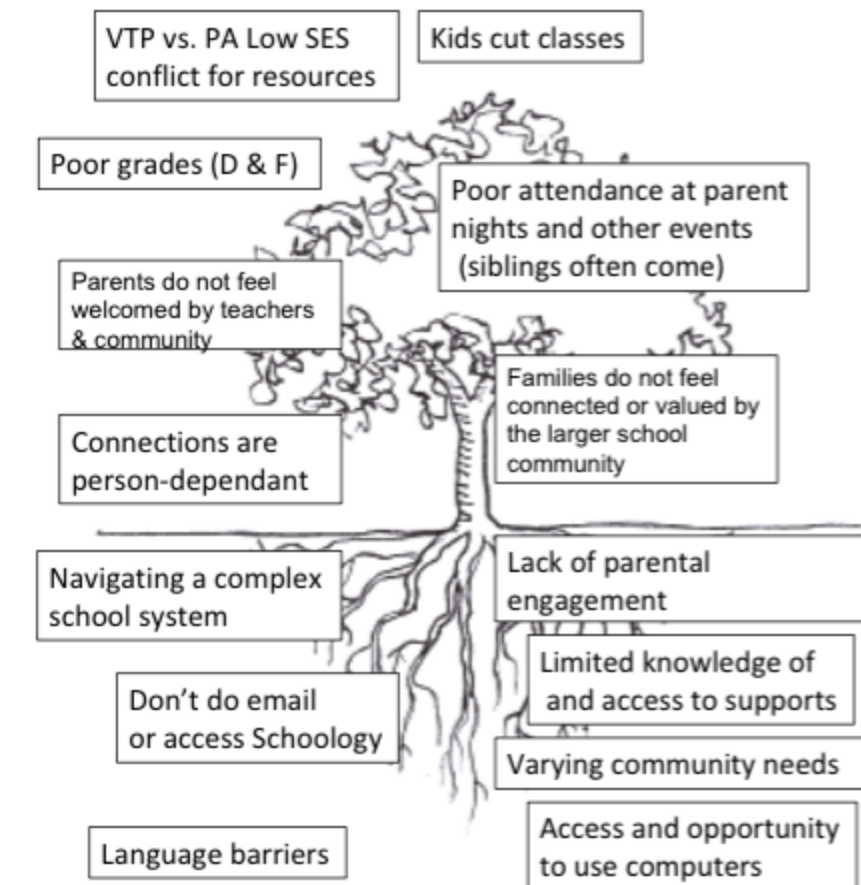 VTP vs. PA Low SES
conflict for resources
Kids cut classes
Poor grades (D & F)
Poor attendance at parent
nights and other events
(siblings often come)
Parents do not feel
welcomed by teachers
& community
Families do not feel
connected or valued by
the larger school
community
Connections are
person-dependant
Navigating a complex
school system
Lack of parental
engagement
Limited knowledge of
and access to supports
Don’t do email
or access Schoology
Varying community needs
Access and opportunity
to use computers
Language barriers